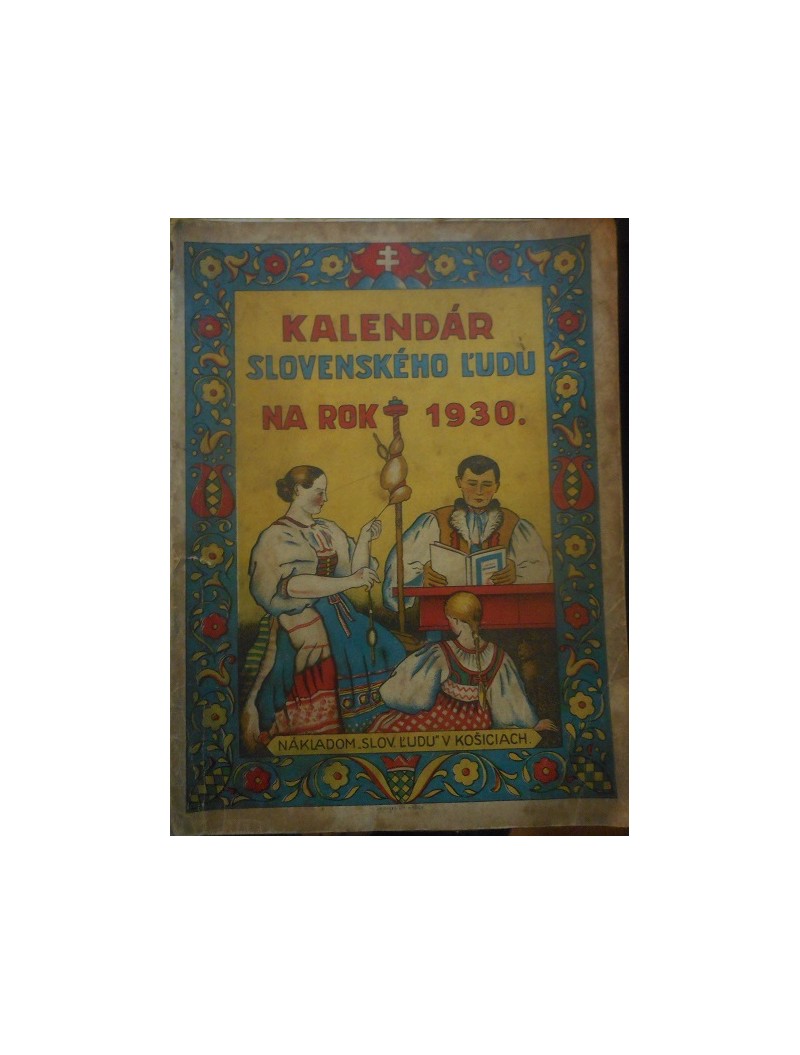 KALENDÁR
SLOVENSKÉHO ĽUDU
NA ROK 1930.
NÁKLADOM „SLOV. ĽUDU" V KOŠICIACH.